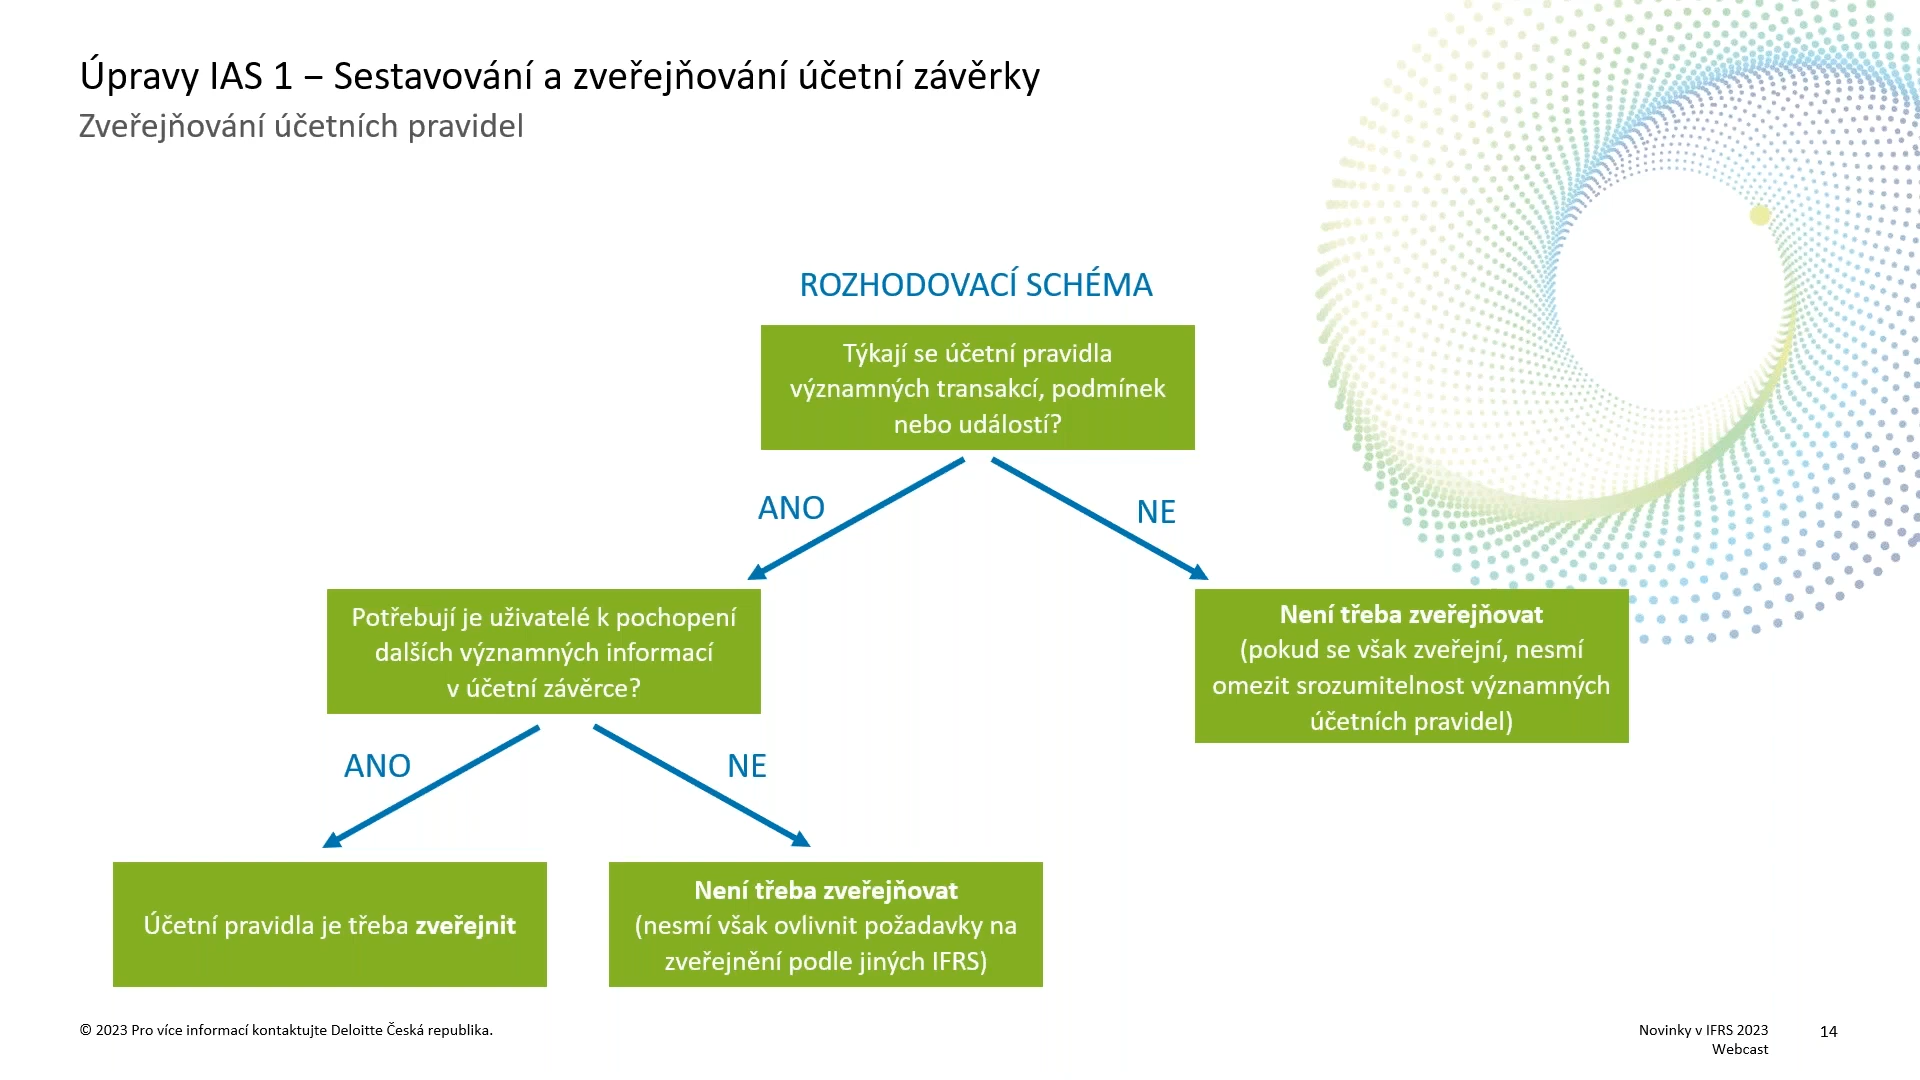 Úpravy IAS 1 – Sestavování a zveřejňování účetní závěrky
Zveřejňování účetních pravidel
ROZHODOVACÍ SCHÉMA
Týkají se účetní pravidla
významných transakcí, podmínek
nebo událostí?
ANO
NE
Potřebují je uživatelé k pochopení
dalších významných informací
v účetní závěrce?
Není třeba zveřejňovat
(pokud se však zveřejní, nesmí
omezit srozumitelnost významných
účetních pravidel)
ANO
NE
Účetní pravidla je třeba zveřejnit
Není třeba zveřejňovat
(nesmí však ovlivnit požadavky na
zveřejnění podle jiných IFRS)
© 2023 Pro více informací kontaktujte Deloitte Česká republika.
Novinky v IFRS 2023
Webcast
14